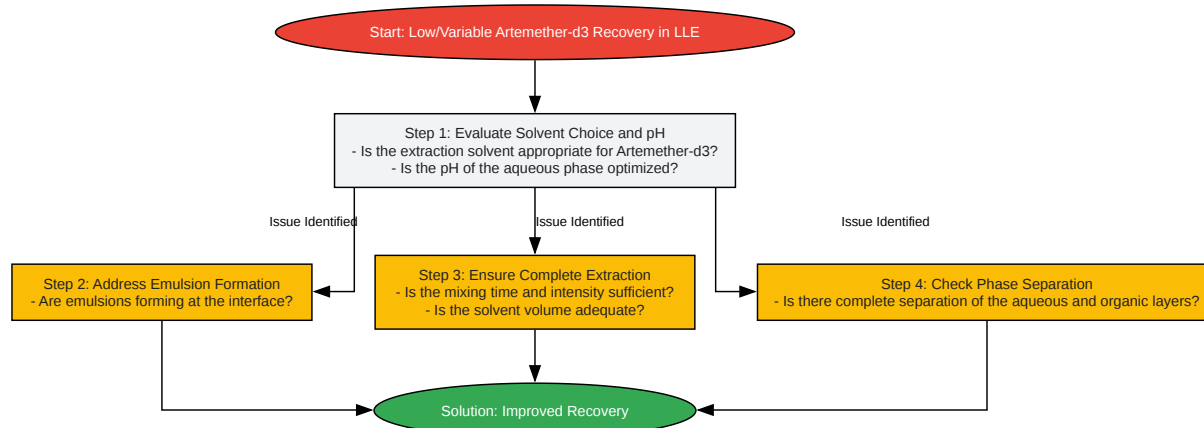 Start: Low/Variable Artemether-d3 Recovery in LLE
Step 1: Evaluate Solvent Choice and pH
- Is the extraction solvent appropriate for Artemether-d3?
- Is the pH of the aqueous phase optimized?
Issue Identified
Issue Identified
Issue Identified
Step 2: Address Emulsion Formation
- Are emulsions forming at the interface?
Step 3: Ensure Complete Extraction
- Is the mixing time and intensity sufficient?
- Is the solvent volume adequate?
Step 4: Check Phase Separation
- Is there complete separation of the aqueous and organic layers?
Solution: Improved Recovery